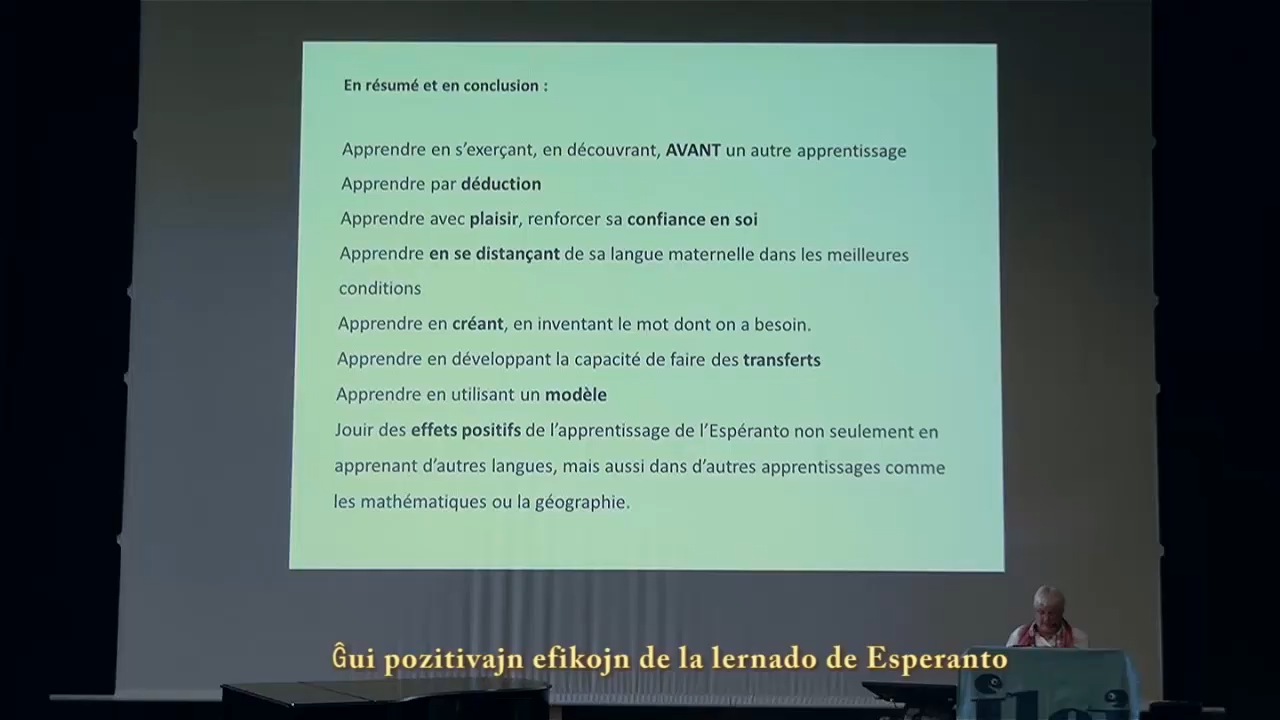 En résumé et en conclusion :
Apprendre en s’exerçant, en découvrant, AVANT un autre apprentissage
Apprendre par déduction
Apprendre avec plaisir, renforcer sa confiance en soi
Apprendre en se distançant de sa langue maternelle dans les meilleures
conditions
Apprendre en créant, en inventant le mot dont on a besoin.
Apprendre en développant la capacité de faire des transferts
Apprendre en utilisant un modèle
Jouir des effets positifs de l’apprentissage de l’Espéranto non seulement en
apprenant d’autres langues, mais aussi dans d’autres apprentissages comme
les mathématiques ou la géographie.
Ĝui pozitivajn efikojn de la lernado de Esperanto